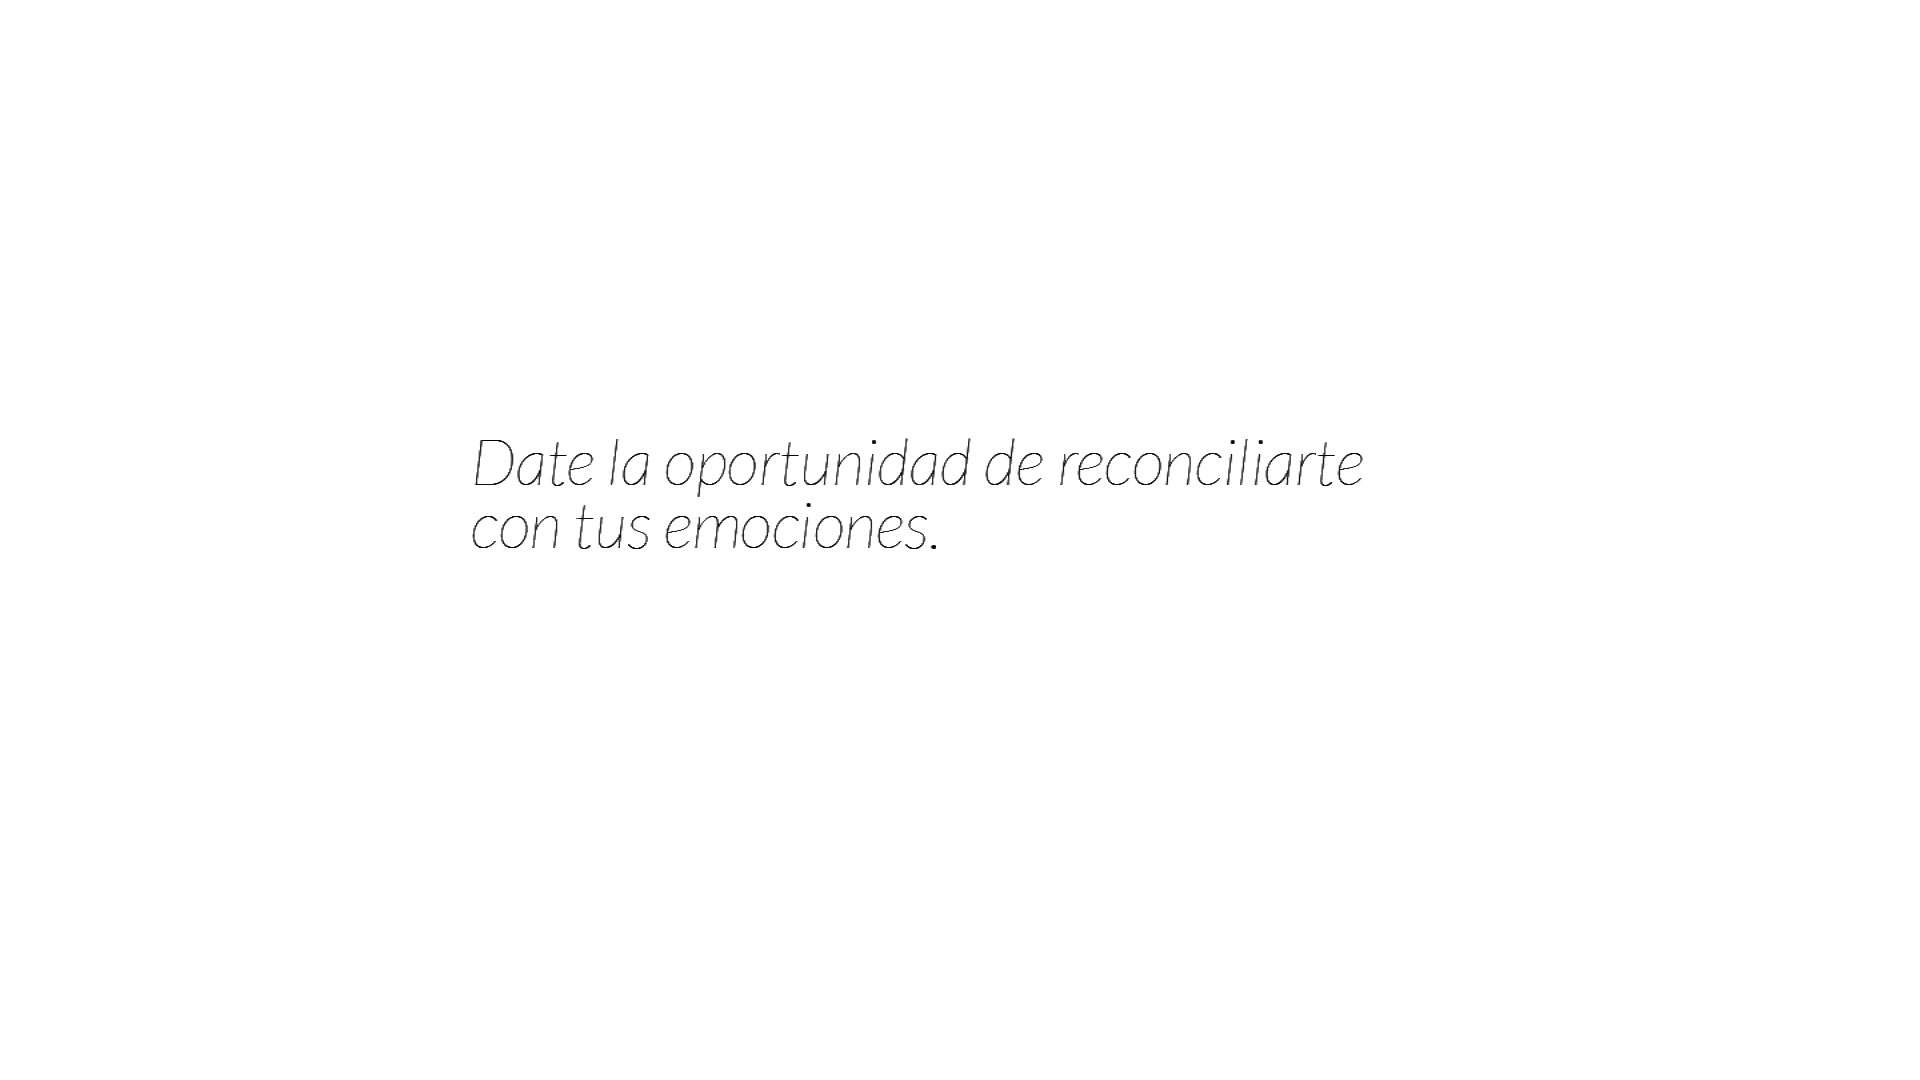 Date la oportunidad de reconciliarte
con tus emociones.